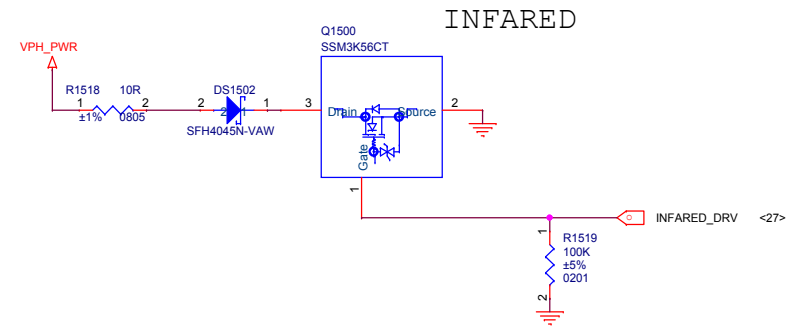 INFARED
Q1500
SSM3K56CT
VPH_PWR
R1518 10R
1 2
±1% 0805
DS1502
2 2 1 1
SFH4045N-VAW
3 Drain Source 2
Gate
1
INFARED_DRV <27>
1
R1519
100K
±5%
0201
2